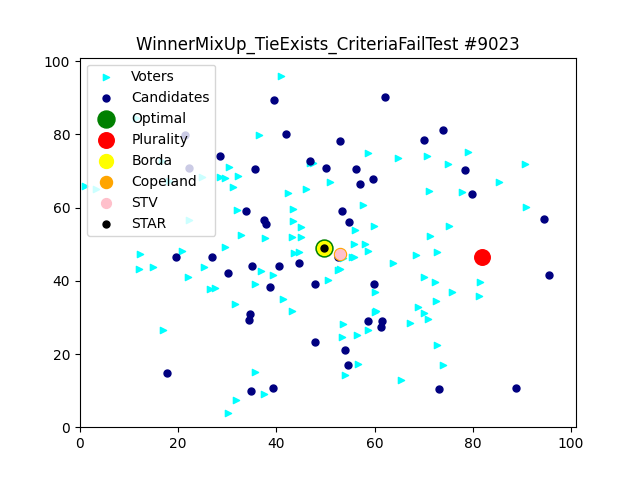 WinnerMixUp_TieExists_CriteriaFailTest #9023
100
80
60
40
20
0
Voters
Candidates
Optimal
Plurality
Borda
Copeland
STV
STAR
0 20 40 60 80 100